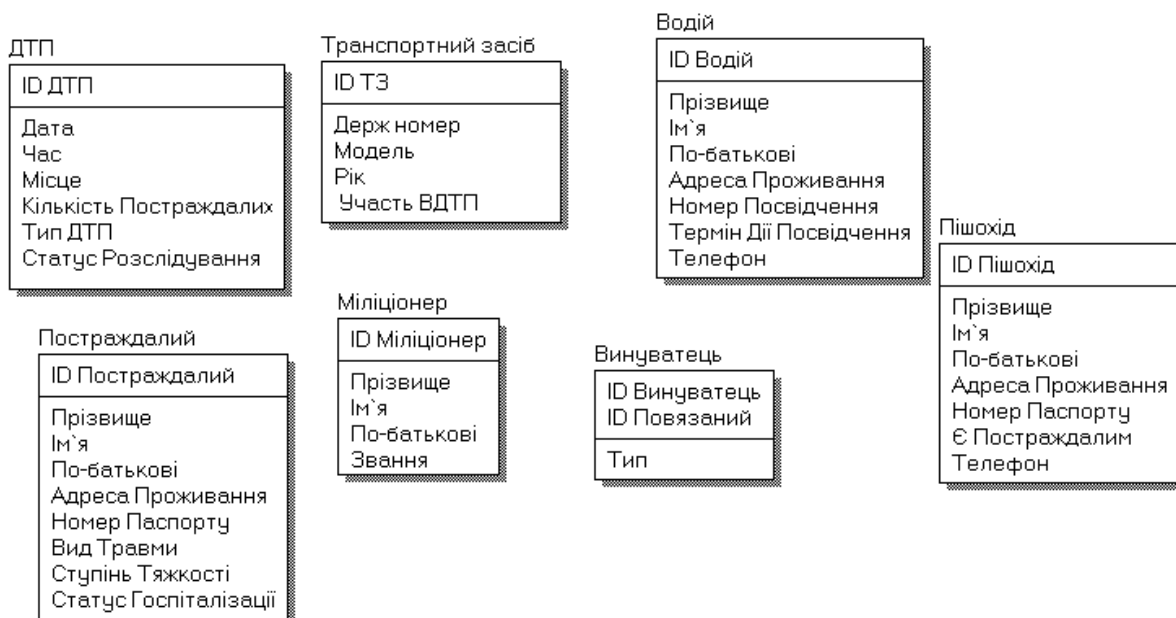 ДТП
ID ДТП
Дата
Час
Місце
Кількість Постраждалих
Тип ДТП
Статус Розслідування
Транспортний засіб
ID ТЗ
Держ номер
Модель
Рік
Участь ВДТП
Водій
ID Водій
Прізвище
Ім`я
По-батькові
Адреса Проживання
Номер Посвідчення
Термін Дії Посвідчення
Телефон
Пішохід
ID Пішохід
Прізвище
Ім`я
По-батькові
Адреса Проживання
Номер Паспорту
Є Постраждалим
Телефон
Постраждалий
ID Постраждалий
Прізвище
Ім`я
По-батькові
Адреса Проживання
Номер Паспорту
Вид Травми
Ступінь Тяжкості
Статус Госпіталізації
Міліціонер
ID Міліціонер
Прізвище
Ім`я
По-батькові
Звання
Винуватець
ID Винуватець
ID Повязаний
Тип